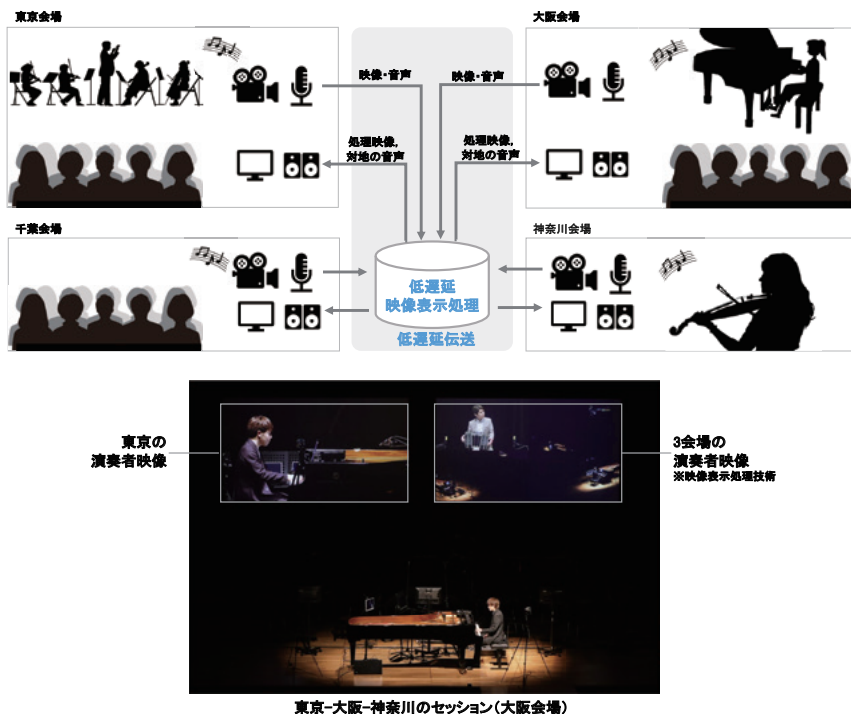 東京会場
大阪会場
映像・音声
映像・音声
処理映像,
対地の音声
処理映像,
対地の音声
千葉会場
神奈川会場
低遅延
映像表示処理
低遅延伝送
東京の
演奏者映像
3会場の
演奏者映像
※映像表示処理技術
東京-大阪-神奈川のセッション(大阪会場)